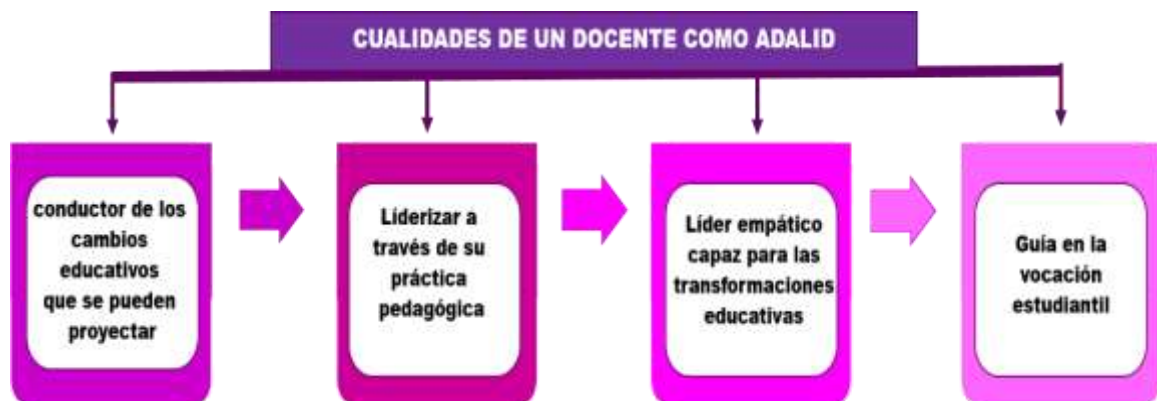 CUALIDADES DE UN DOCENTE COMO ADALID
conductor de los
cambios
educativos
que se pueden
proyectar
Liderizar a
través de su
práctica
pedagógica
Líder empático
capaz para las
transformaciones
educativas
Guía en la
vocación
estudiantil